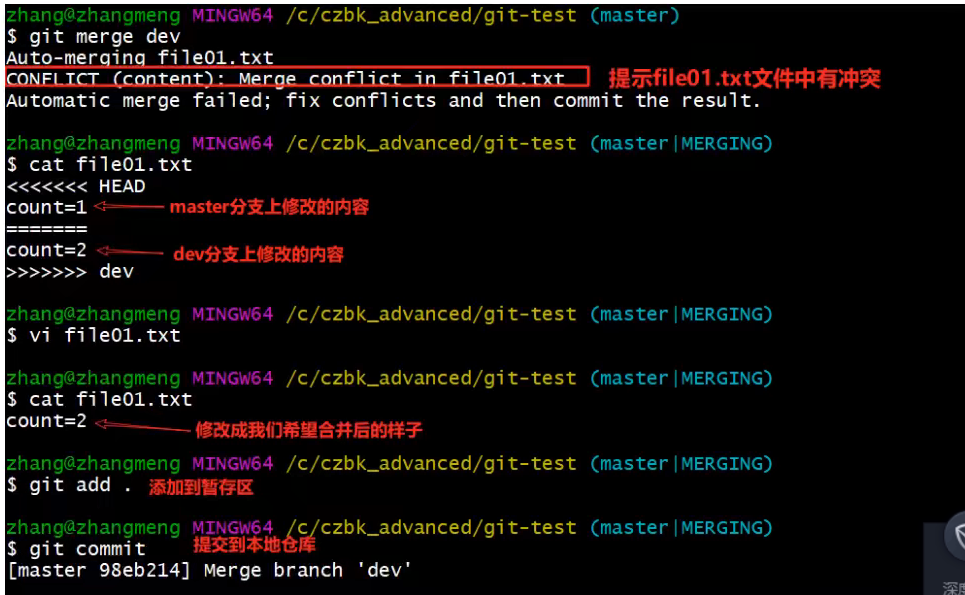 zhang@zhangmeng MINGW64 /c/czbk_advanced/git-test (master)
$ git merge dev
Auto-merging file01.txt
CONFLICT (content): Merge conflict in file01.txt 提示file01.txt文件中有冲突
Automatic merge failed; fix conflicts and then commit the result.
zhang@zhangmeng MINGW64 /c/czbk_advanced/git-test (master|MERGING)
$ cat file01.txt
<<<<<<< HEAD
count=1 master分支上修改的内容
=======
count=2 dev分支上修改的内容
>>>>>>> dev
zhang@zhangmeng MINGW64 /c/czbk_advanced/git-test (master|MERGING)
$ vi file01.txt
zhang@zhangmeng MINGW64 /c/czbk_advanced/git-test (master|MERGING)
$ cat file01.txt
count=2 修改成我们希望合并后的样子
zhang@zhangmeng MINGW64 /c/czbk_advanced/git-test (master|MERGING)
$ git add . 添加到暂存区
zhang@zhangmeng MINGW64 /c/czbk_advanced/git-test (master|MERGING)
$ git commit 提交到本地仓库
[master 98eb214] Merge branch 'dev'